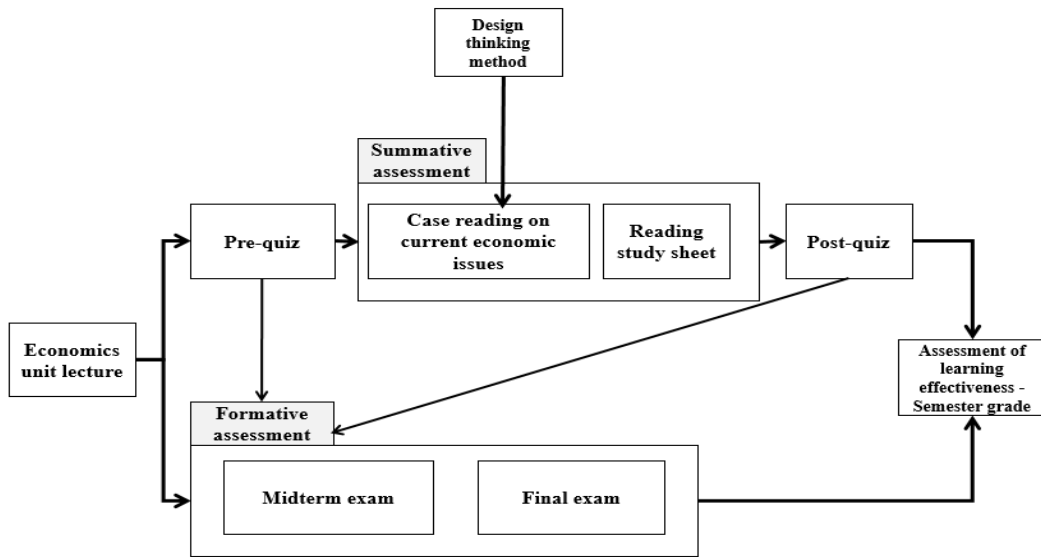 Design
thinking
method
Summative
assessment
Pre-quiz
Case reading on
current economic
issues
Reading
study sheet
Post-quiz
Economics
unit lecture
Assessment of
learning
effectiveness -
Semester grade
Formative
assessment
Midterm exam
Final exam